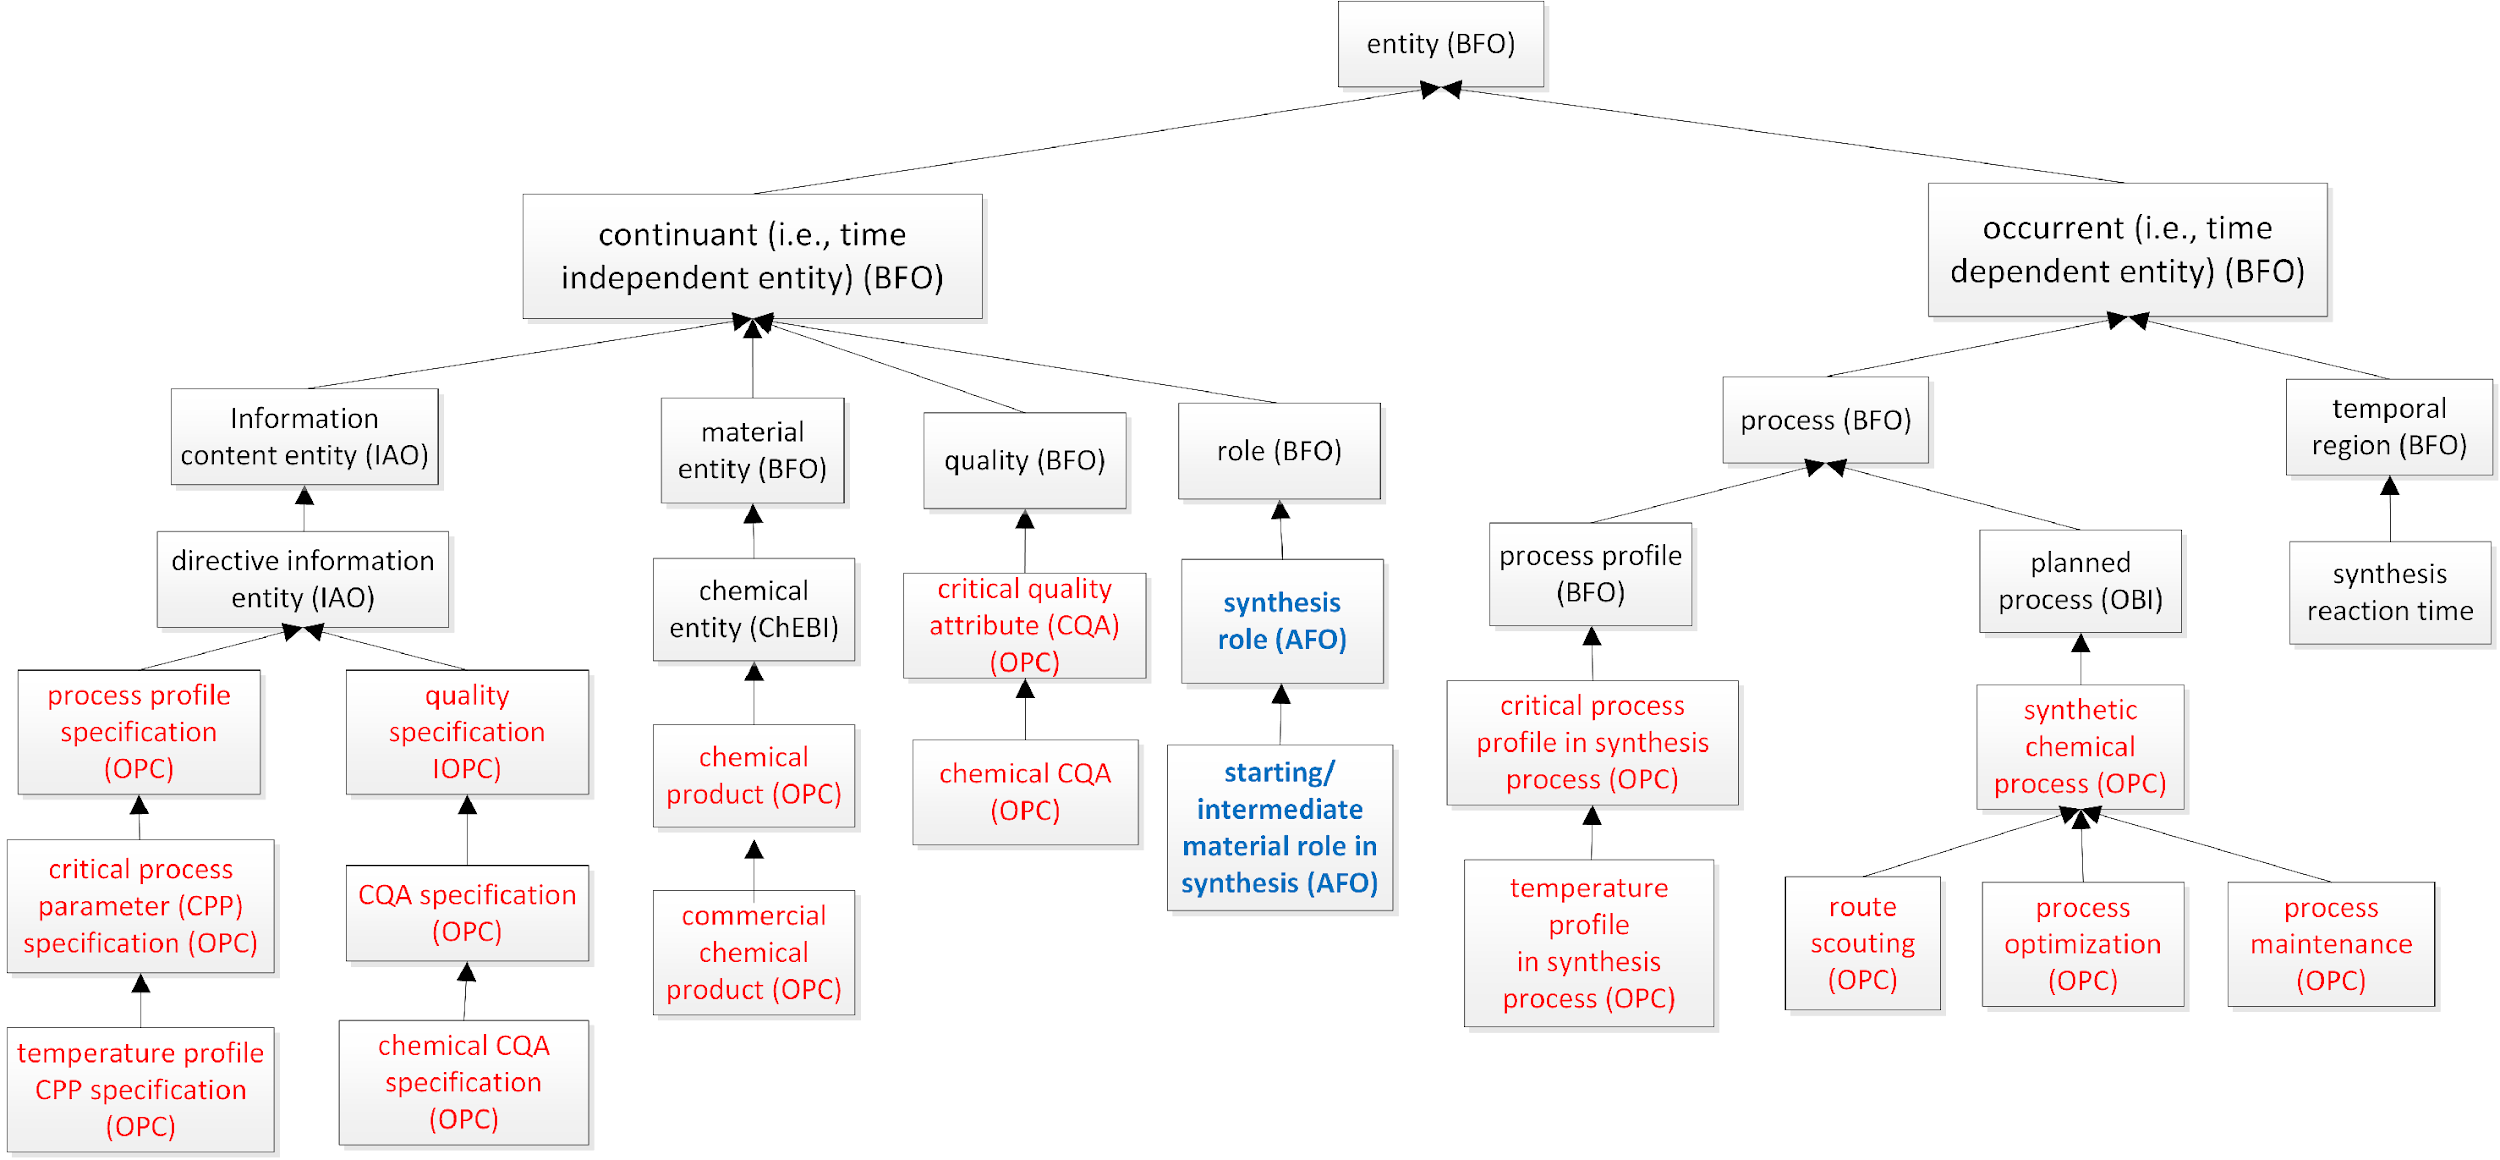 entity (BFO)
continuant (i.e., time
independent entity) (BFO)
occurrent (i.e., time
dependent entity) (BFO)
Information
content entity (IAO)
material
entity (BFO)
quality (BFO)
role (BFO)
process (BFO)
temporal
region (BFO)
directive information
entity (IAO)
chemical
entity (ChEBI)
critical quality
attribute (CQA)
(OPC)
synthesis
role (AFO)
process profile
(BFO)
planned
process (OBI)
synthesis
reaction time
process profile
specification
(OPC)
quality
specification
IOPC)
chemical
product (OPC)
chemical CQA
(OPC)
starting/
intermediate
material role in
synthesis (AFO)
critical process
profile in synthesis
process (OPC)
synthetic
chemical
process (OPC)
critical process
parameter (CPP)
specification (OPC)
CQA specification
(OPC)
commercial
chemical
product (OPC)
temperature
profile
in synthesis
process (OPC)
route
scouting
(OPC)
process
optimization
(OPC)
process
maintenance
(OPC)
temperature profile
CPP specification
(OPC)
chemical CQA
specification
(OPC)